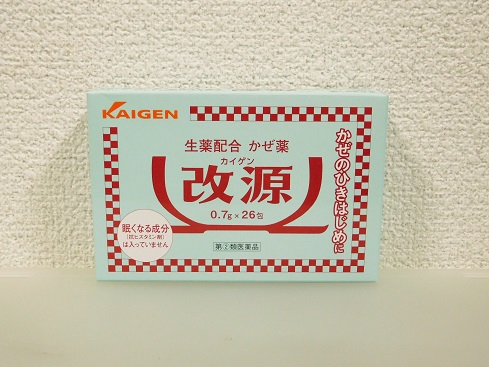 KAIGEN
生薬配合 かぜ薬
カイゲン
改源
0.7g×26包
かぜのひきはじめに
眠くなる成分
(抗ヒスタミン剤)
は入っていません
指定②類医薬品